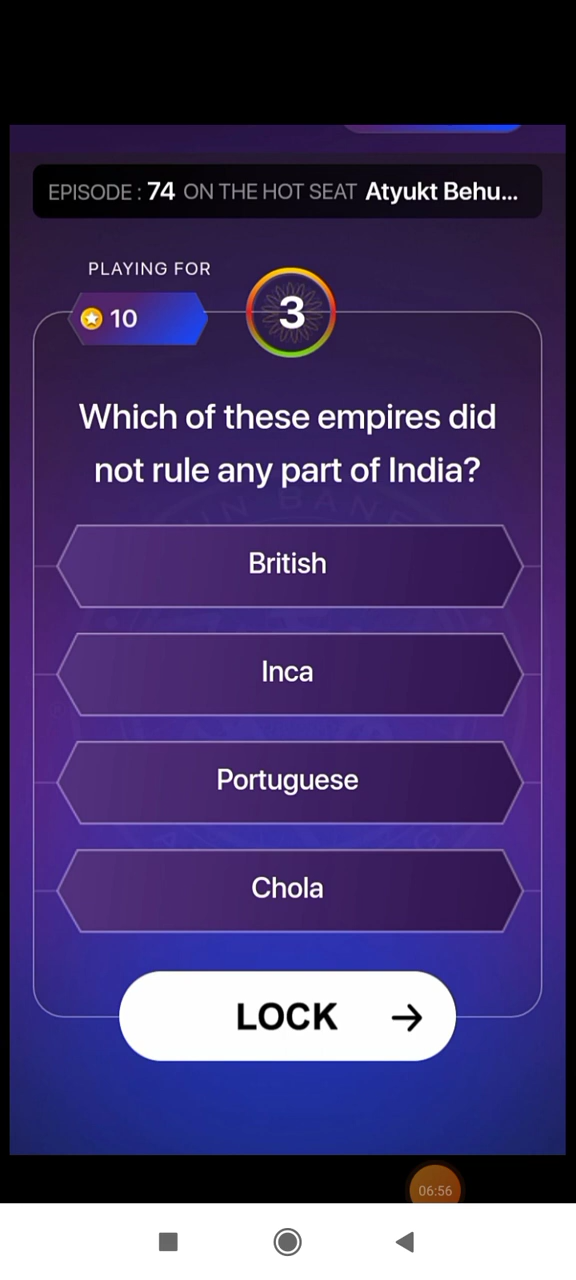 EPISODE : 74 ON THE HOT SEAT Atyukt Behu...
PLAYING FOR
10
3
Which of these empires did
not rule any part of India?
British
Inca
Portuguese
Chola
LOCK
06:56